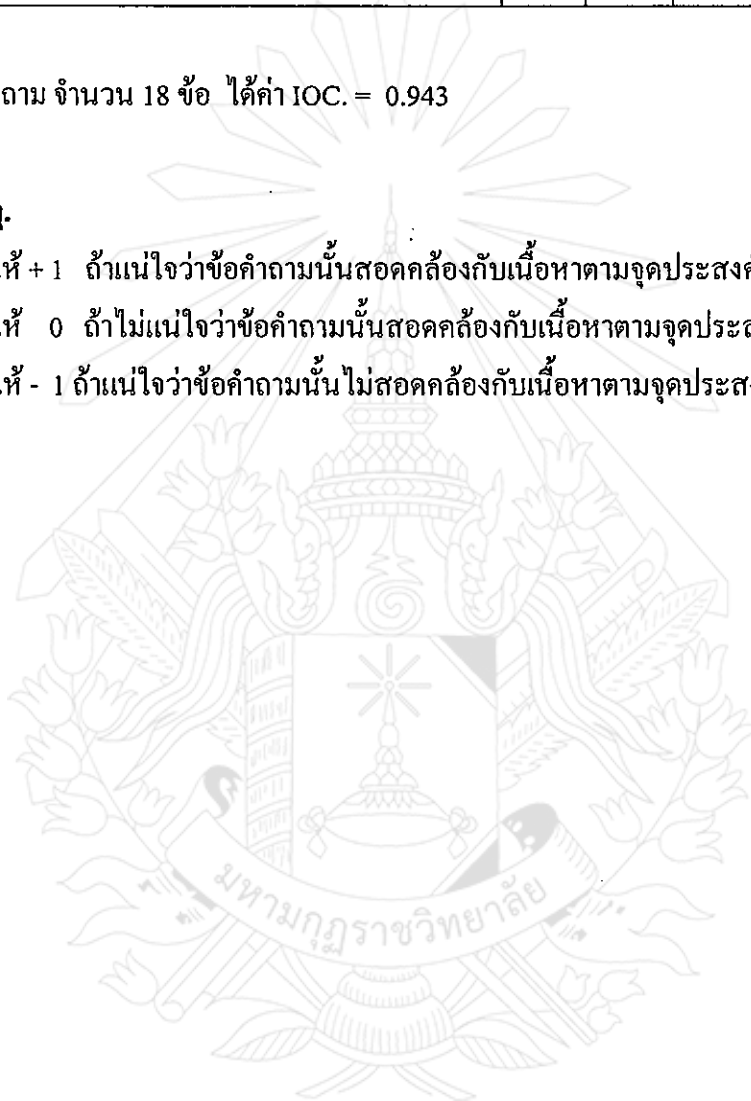 ถาม จำนวน 18 ข้อ ได้ค่า IOC. = 0.943
ห้ + 1 ถ้าแน่ใจว่าข้อคำถามนั้นสอดคล้องกับเนื้อหาตามจุดประสงค์
ห้ 0 ถ้าไม่แน่ใจว่าข้อคำถามนั้นสอดคล้องกับเนื้อหาตามจุดประส
ห้ - 1 ถ้าแน่ใจว่าข้อคำถามนั้นไม่สอดคล้องกับเนื้อหาตามจุดประส
มหามกุฏราชวิทยาลัย